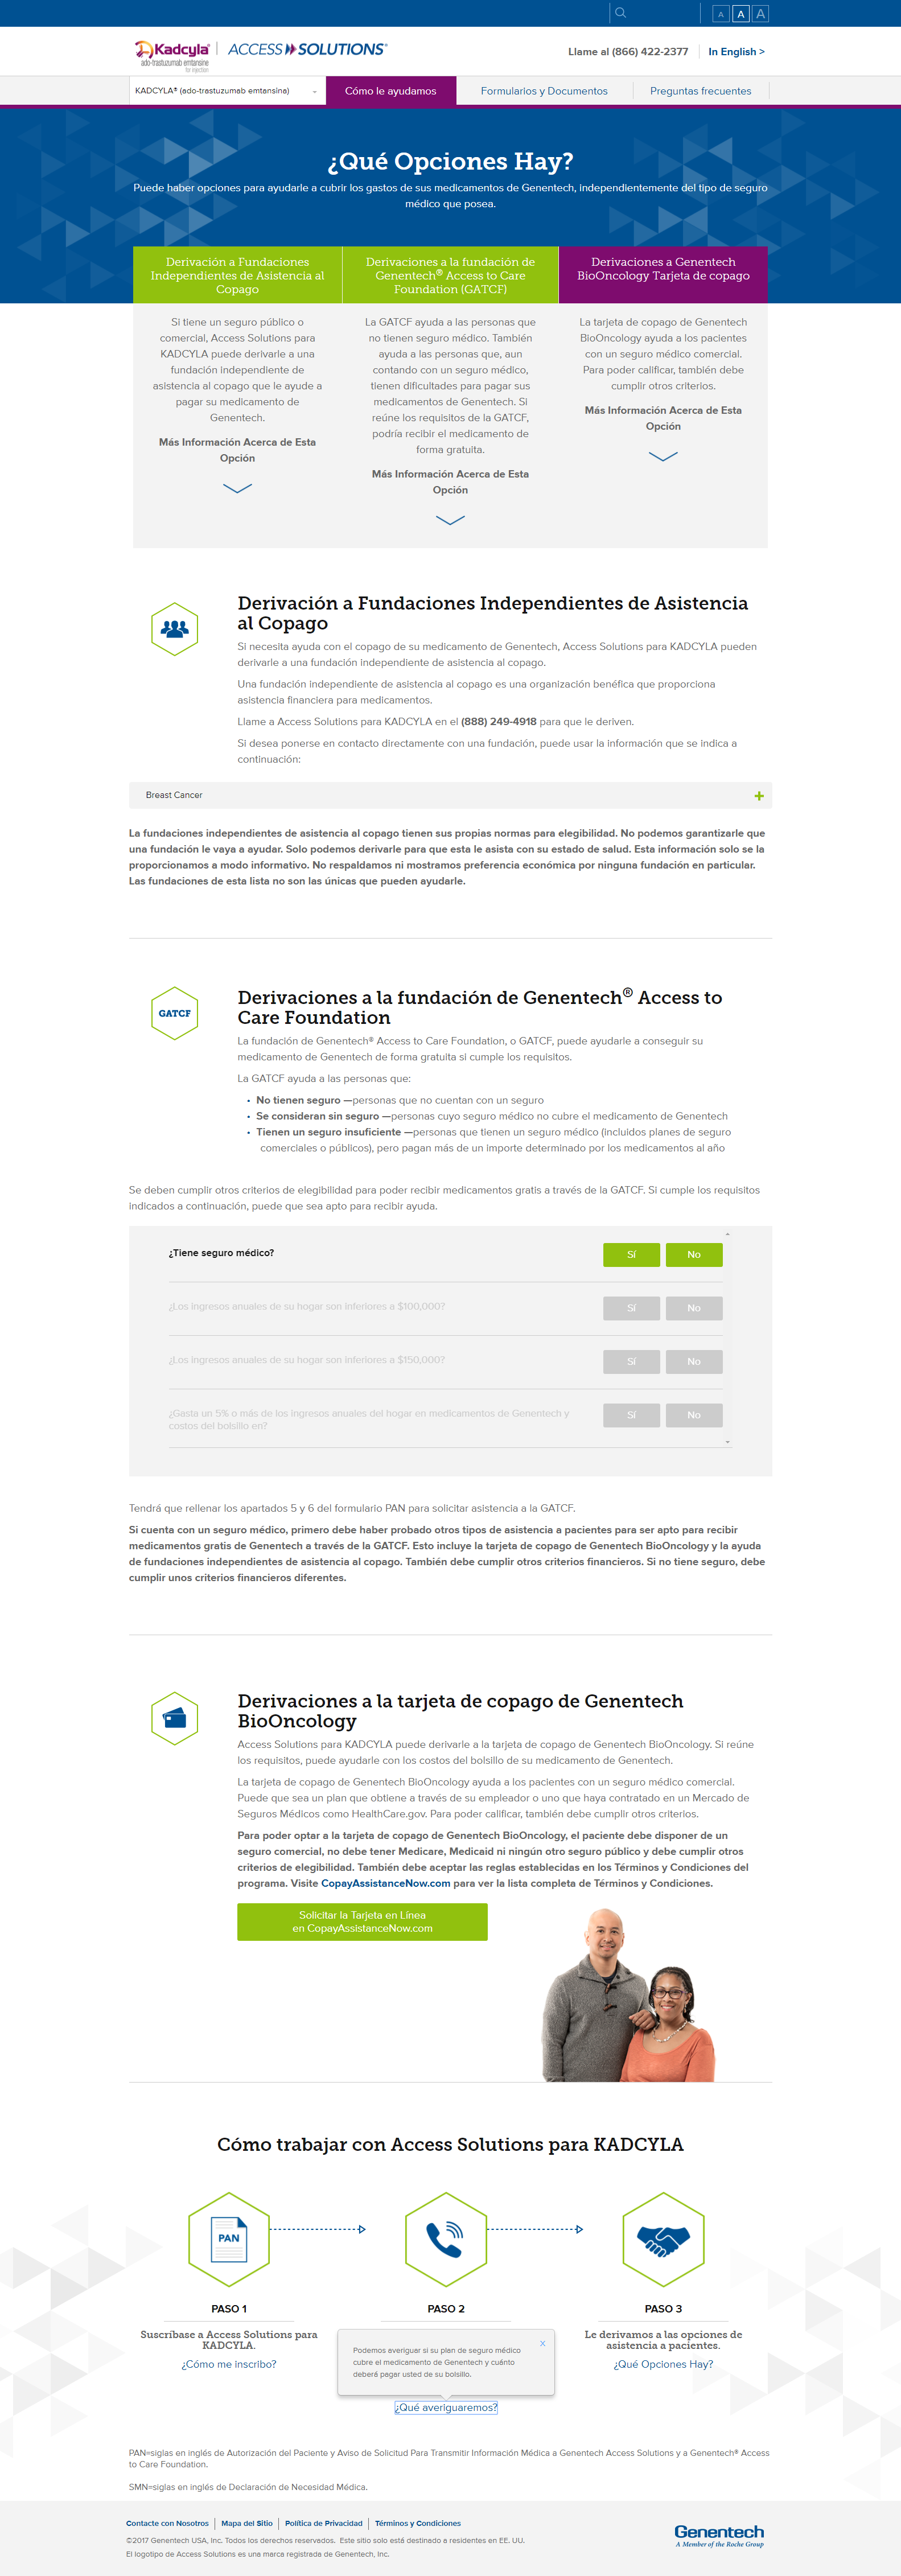 A A A
Kadcyla®
ado-trastuzumab emtansine
for injection
ACCESS SOLUTIONS®
Llame al (866) 422-2377
In English >
KADCYLA® (ado-trastuzumab emtansina)
Cómo le ayudamos
Formularios y Documentos
Preguntas frecuentes
¿Qué Opciones Hay?
Puede haber opciones para ayudarle a cubrir los gastos de sus medicamentos de Genentech, independientemente del tipo de seguro
médico que posea.
Derivación a Fundaciones
Independientes de Asistencia al
Copago
Si tiene un seguro público o
comercial, Access Solutions para
KADCYLA puede derivarle a una
fundación independiente de
asistencia al copago que le ayude a
pagar su medicamento de
Genentech.
Más Información Acerca de Esta
Opción
Derivaciones a la fundación de
Genentech® Access to Care
Foundation (GATCF)
La GATCF ayuda a las personas que
no tienen seguro médico. También
ayuda a las personas que, aun
contando con un seguro médico,
tienen dificultades para pagar sus
medicamentos de Genentech. Si
reúne los requisitos de la GATCF,
podría recibir el medicamento de
forma gratuita.
Más Información Acerca de Esta
Opción
Derivaciones a Genentech
BioOncology Tarjeta de copago
La tarjeta de copago de Genentech
BioOncology ayuda a los pacientes
con un seguro médico comercial.
Para poder calificar, también debe
cumplir otros criterios.
Más Información Acerca de Esta
Opción
Derivación a Fundaciones Independientes de Asistencia
al Copago
Si necesita ayuda con el copago de su medicamento de Genentech, Access Solutions para KADCYLA pueden
derivarle a una fundación independiente de asistencia al copago.
Una fundación independiente de asistencia al copago es una organización benéfica que proporciona
asistencia financiera para medicamentos.
Llame a Access Solutions para KADCYLA en el (888) 249-4918 para que le deriven.
Si desea ponerse en contacto directamente con una fundación, puede usar la información que se indica a
continuación:
Breast Cancer
La fundaciones independientes de asistencia al copago tienen sus propias normas para elegibilidad. No podemos garantizarle que
una fundación le vaya a ayudar. Solo podemos derivarle para que esta le asista con su estado de salud. Esta información solo se la
proporcionamos a modo informativo. No respaldamos ni mostramos preferencia económica por ninguna fundación en particular.
Las fundaciones de esta lista no son las únicas que pueden ayudarle.
GATCF
Derivaciones a la fundación de Genentech® Access to
Care Foundation
La fundación de Genentech® Access to Care Foundation, o GATCF, puede ayudarle a conseguir su
medicamento de Genentech de forma gratuita si cumple los requisitos.
La GATCF ayuda a las personas que:
• No tienen seguro —personas que no cuentan con un seguro
• Se consideran sin seguro —personas cuyo seguro médico no cubre el medicamento de Genentech
• Tienen un seguro insuficiente —personas que tienen un seguro médico (incluidos planes de seguro
comerciales o públicos), pero pagan más de un importe determinado por los medicamentos al año
Se deben cumplir otros criterios de elegibilidad para poder recibir medicamentos gratis a través de la GATCF. Si cumple los requisitos
indicados a continuación, puede que sea apto para recibir ayuda.
¿Tiene seguro médico? Sí No
¿Los ingresos anuales de su hogar son inferiores a $100,000? Sí No
¿Los ingresos anuales de su hogar son inferiores a $150,000? Sí No
¿Gasta un 5% o más de los ingresos anuales del hogar en medicamentos de Genentech y
costos del bolsillo en? Sí No
Tendrá que rellenar los apartados 5 y 6 del formulario PAN para solicitar asistencia a la GATCF.
Si cuenta con un seguro médico, primero debe haber probado otros tipos de asistencia a pacientes para ser apto para recibir
medicamentos gratis de Genentech a través de la GATCF. Esto incluye la tarjeta de copago de Genentech BioOncology y la ayuda
de fundaciones independientes de asistencia al copago. También debe cumplir otros criterios financieros. Si no tiene seguro, debe
cumplir unos criterios financieros diferentes.
Derivaciones a la tarjeta de copago de Genentech
BioOncology
Access Solutions para KADCYLA puede derivarle a la tarjeta de copago de Genentech BioOncology. Si reúne
los requisitos, puede ayudarle con los costos del bolsillo de su medicamento de Genentech.
La tarjeta de copago de Genentech BioOncology ayuda a los pacientes con un seguro médico comercial.
Puede que sea un plan que obtiene a través de su empleador o uno que haya contratado en un Mercado de
Seguros Médicos como HealthCare.gov. Para poder calificar, también debe cumplir otros criterios.
Para poder optar a la tarjeta de copago de Genentech BioOncology, el paciente debe disponer de un
seguro comercial, no debe tener Medicare, Medicaid ni ningún otro seguro público y debe cumplir otros
criterios de elegibilidad. También debe aceptar las reglas establecidas en los Términos y Condiciones del
programa. Visite CopayAssistanceNow.com para ver la lista completa de Términos y Condiciones.
Solicitar la Tarjeta en Línea
en CopayAssistanceNow.com
Cómo trabajar con Access Solutions para KADCYLA
PAN
PASO 1
Suscríbase a Access Solutions para
KADCYLA.
¿Cómo me inscribo?
PASO 2
Podemos averiguar si su plan de seguro médico
cubre el medicamento de Genentech y cuánto
deberá pagar usted de su bolsillo.
X
¿Qué averiguaremos?
PASO 3
Le derivamos a las opciones de
asistencia a pacientes.
¿Qué Opciones Hay?
PAN=siglas en inglés de Autorización del Paciente y Aviso de Solicitud Para Transmitir Información Médica a Genentech Access Solutions y a Genentech® Access
to Care Foundation.
SMN=siglas en inglés de Declaración de Necesidad Médica.
Contacte con Nosotros | Mapa del Sitio | Política de Privacidad | Términos y Condiciones
©2017 Genentech USA, Inc. Todos los derechos reservados. Este sitio solo está destinado a residentes en EE. UU.
El logotipo de Access Solutions es una marca registrada de Genentech, Inc.
Genentech
A Member of the Roche Group